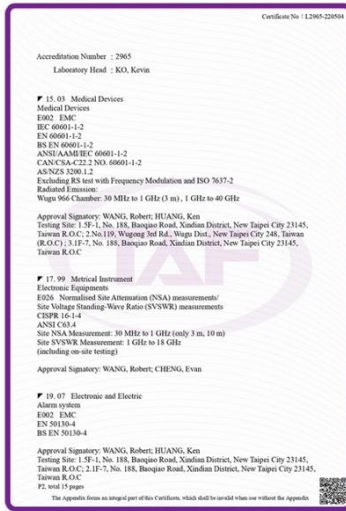 Certificate No : L2965-220504
Accreditation Number : 2965
Laboratory Head : KO, Kevin
◤ 15. 03 Medical Devices
Medical Devices
E002 EMC
IEC 60601-1-2
EN 60601-1-2
BS EN 60601-1-2
ANSI/AAMI/IEC 60601-1-2
CAN/CSA-C22.2 NO. 60601-1-2
AS/NZS 3200.1.2
Excluding RS test with Frequency Modulation and ISO 7637-2
Radiated Emission:
Wugu 966 Chamber: 30 MHz to 1 GHz (3 m) , 1 GHz to 40 GHz
Approval Signatory: WANG, Robert; HUANG, Ken
Testing Site: 1.5F-1, No. 188, Baoqiao Road, Xindian District, New Taipei City 23145,
Taiwan R.O.C; 2.No.119, Wugong 3rd Rd., Wugu Dist., New Taipei City 248, Taiwan
(R.O.C) ; 3.1F-7, No. 188, Baoqiao Road, Xindian District, New Taipei City 23145,
Taiwan R.O.C
IAF
◤ 17. 99 Metrical Instrument
Electronic Equipments
E026 Normalised Site Attenuation (NSA) measurements/
Site Voltage Standing-Wave Ratio (SVSWR) measurements
CISPR 16-1-4
ANSI C63.4
Site NSA Measurement: 30 MHz to 1 GHz (only 3 m, 10 m)
Site SVSWR Measurement: 1 GHz to 18 GHz
(including on-site testing)
Approval Signatory: WANG, Robert; CHENG, Evan
◤ 19. 07 Electronic and Electric
Alarm system
E002 EMC
EN 50130-4
BS EN 50130-4
Approval Signatory: WANG, Robert; HUANG, Ken
Testing Site: 1.5F-1, No. 188, Baoqiao Road, Xindian District, New Taipei City 23145,
Taiwan R.O.C; 2.1F-7, No. 188, Baoqiao Road, Xindian District, New Taipei City 23145,
Taiwan R.O.C
P2, total 15 pages
The Appendix forms an integral part of this Certificate, which shall be invalid when use without the Appendix